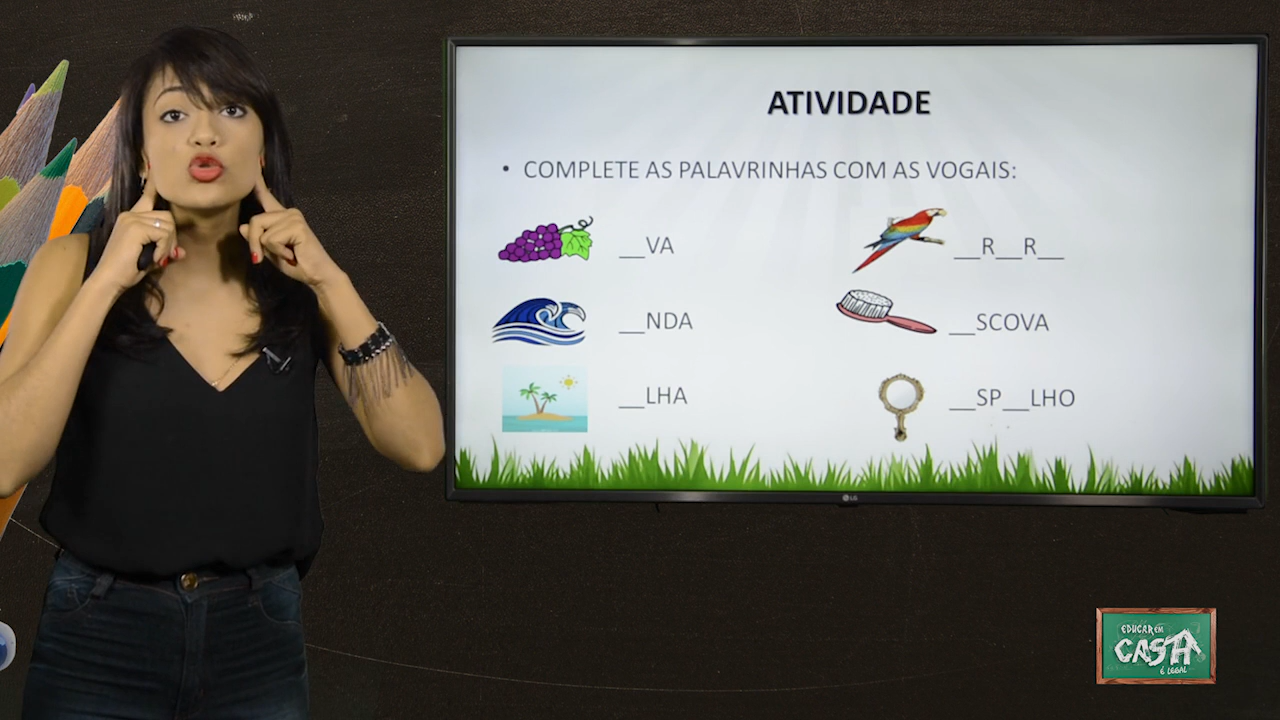 ATIVIDADE
• COMPLETE AS PALAVRINHAS COM AS VOGAIS:
__VA
__R__R__
__NDA
__SCOVA
__LHA
__SP__LHO
LG
EDUCAR EM
CASA
É LEGAL